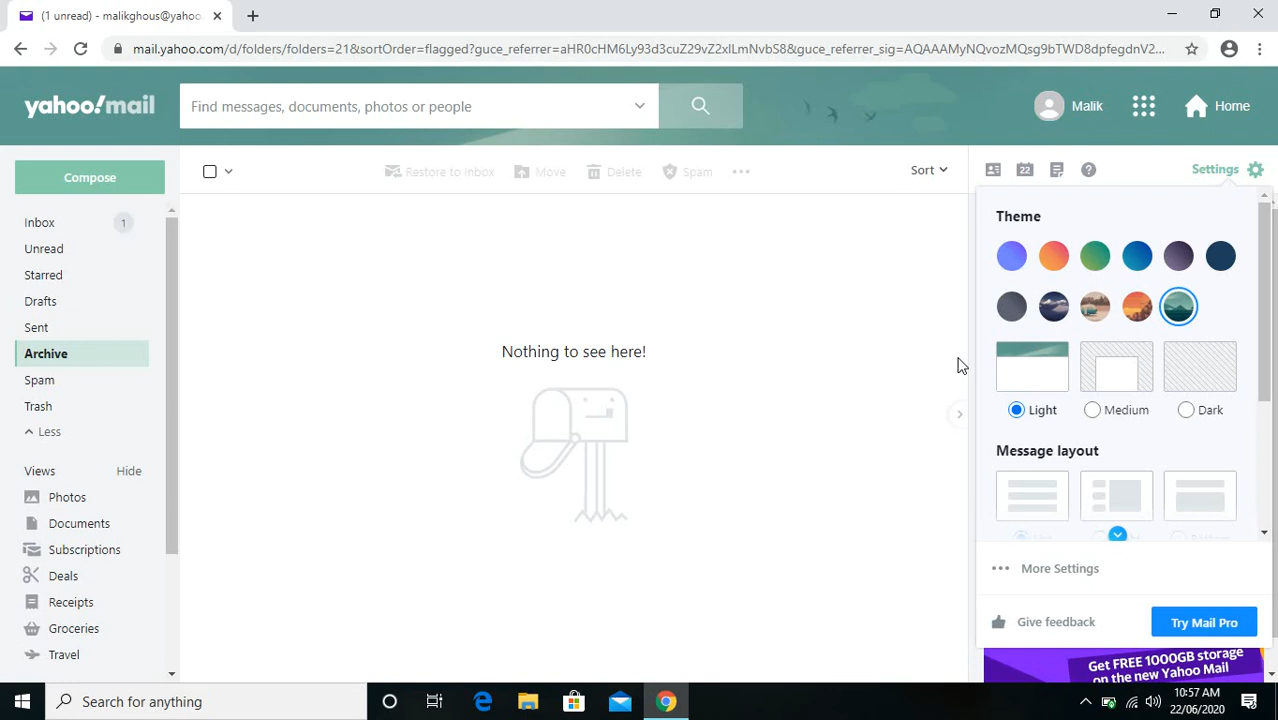 (1 unread) - malikghous@yahoo.
mail.yahoo.com/d/folders/folders=21&sortOrder=flagged?guce_referrer=aHR0cHM6Ly93d3cuZ29vZ2xlLmNvbS8&guce_referrer_sig=AQAAAMyNQvozMQsg9bTWD8dpfegdnV2...
yahoo!mail
Find messages, documents, photos or people
Malik
Home
Compose
Restore to Inbox
Move
Delete
Spam
Sort
22
Settings
Inbox 1
Unread
Starred
Drafts
Sent
Archive
Spam
Trash
Less
Views Hide
Photos
Documents
Subscriptions
Deals
Receipts
Groceries
Travel
Nothing to see here!
Theme
Light
Medium
Dark
Message layout
More Settings
Give feedback
Try Mail Pro
Get FREE 1000GB storage
on the new Yahoo Mail
Search for anything
10:57 AM
22/06/2020